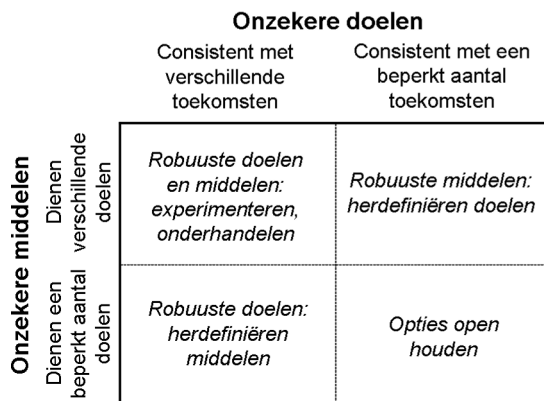 Onzekere doelen
Consistent met
verschillende
toekomsten
Consistent met een
beperkt aantal
toekomsten
Onzekere middelen
Dienen
verschillende
doelen
Robuuste doelen
en middelen:
experimenteren,
onderhandelen
Robuuste middelen:
herdefiniëren doelen
Dienen een
beperkt aantal
doelen
Robuuste doelen:
herdefiniëren
middelen
Opties open
houden